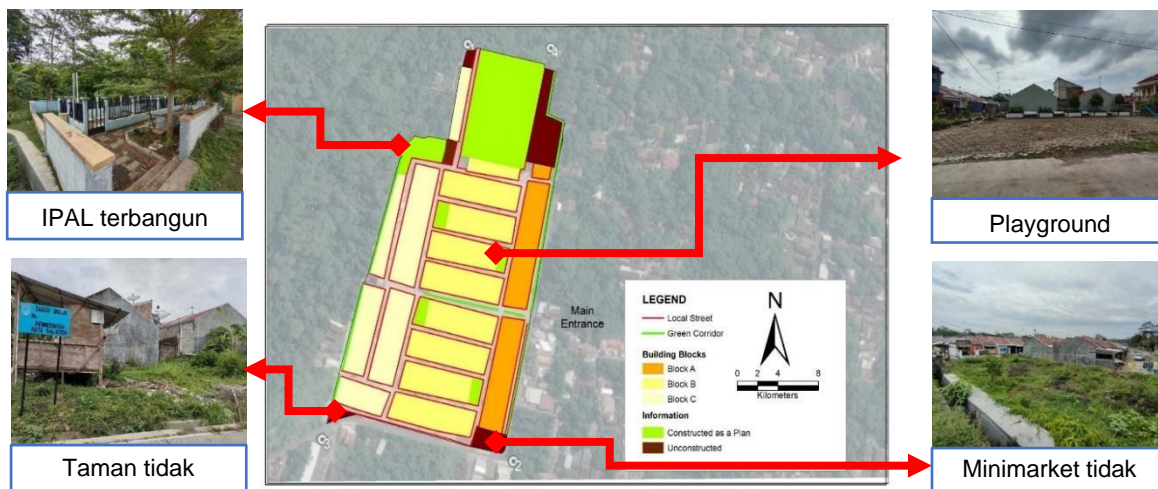 IPAL terbangun
Playground
Taman tidak
Minimarket tidak
C1
C4
Main
Entrance
C3
C2
LEGEND
Local Street
Green Corridor
Building Blocks
Block A
Block B
Block C
Information
Constructed as a Plan
Unconstructed
N
0 2 4 8
Kilometers
PEMERINTAH